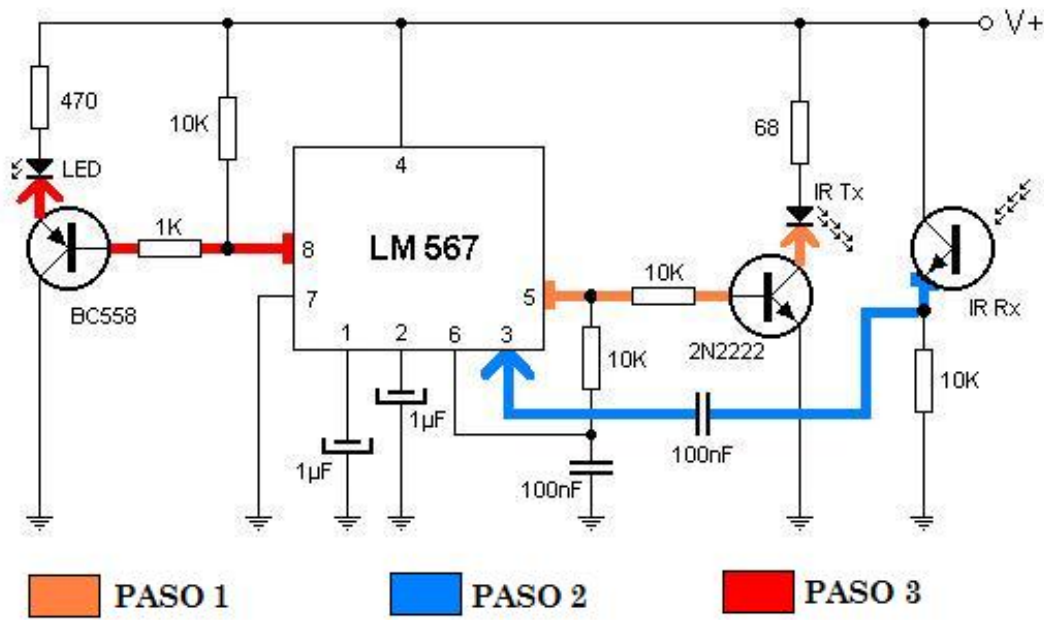 V+
470
10K
68
LED
4
IR Tx
1K
8
LM 567
10K
5
7
BC558
IR Rx
1
2
6
3
2N2222
10K
10K
1µF
1µF
100nF
100nF
PASO 1
PASO 2
PASO 3